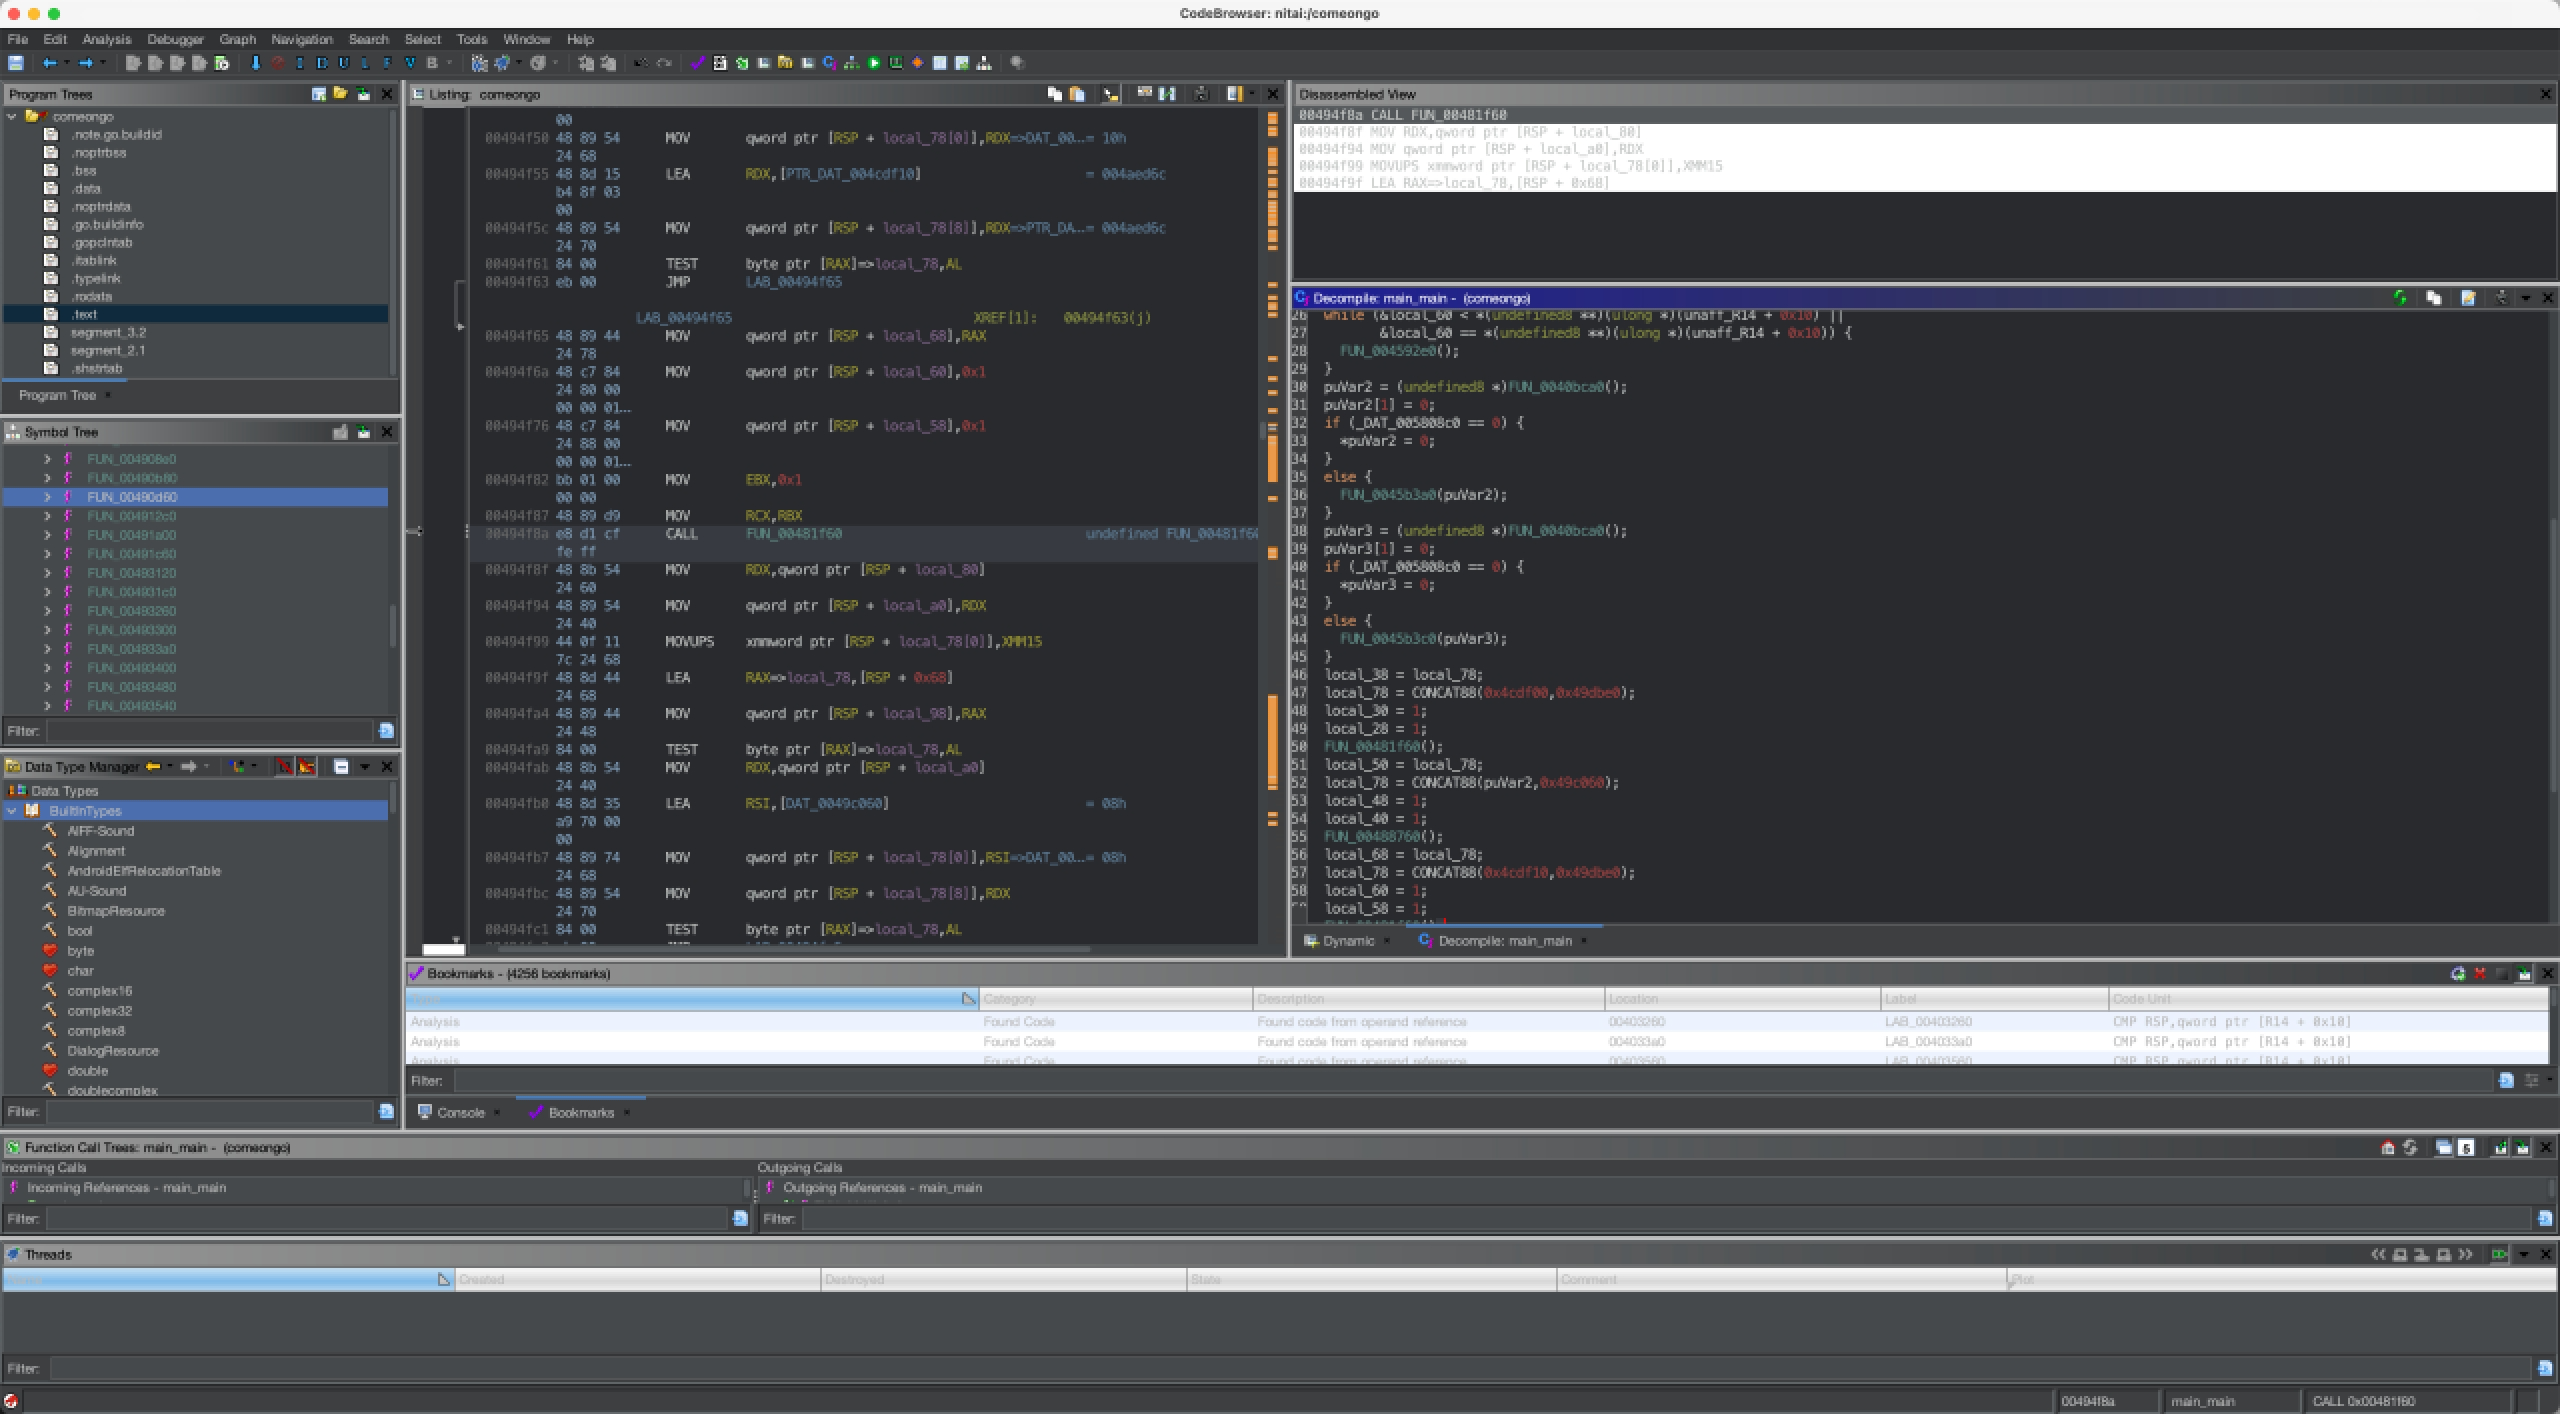 CodeBrowser: nitai:/comeongo
File Edit Analysis Debugger Graph Navigation Search Select Tools Window Help
I D U L F V B
Program Trees
comeongo
.note.go.buildid
.noptrbss
.bss
.data
.noptrdata
.go.buildinfo
.gopclntab
.itablink
.typelink
.rodata
.text
segment_3.2
segment_2.1
.shstrtab
Program Tree
Symbol Tree
FUN_004908e0
FUN_00490b80
FUN_00490d60
FUN_004912c0
FUN_00491a00
FUN_00491c60
FUN_00493120
FUN_004931c0
FUN_00493260
FUN_00493300
FUN_004933a0
FUN_00493400
FUN_00493480
FUN_00493540
Filter:
Data Type Manager
Data Types
BuiltInTypes
AIFF-Sound
Alignment
AndroidElfRelocationTable
AU-Sound
BitmapResource
bool
byte
char
complex16
complex32
complex8
DialogResource
double
doublecomplex
Filter:
Listing: comeongo
00
00494f50 48 89 54 MOV qword ptr [RSP + local_78[0]],RDX=>DAT_00...= 10h
24 68
00494f55 48 8d 15 LEA RDX,[PTR_DAT_004cdf10] = 004aed6c
b4 8f 03
00
00494f5c 48 89 54 MOV qword ptr [RSP + local_78[8]],RDX=>PTR_DA...= 004aed6c
24 70
00494f61 84 00 TEST byte ptr [RAX]=>local_78,AL
00494f63 eb 00 JMP LAB_00494f65
LAB_00494f65 XREF[1]: 00494f63(j)
00494f65 48 89 44 MOV qword ptr [RSP + local_68],RAX
24 78
00494f6a 48 c7 84 MOV qword ptr [RSP + local_60],0x1
24 80 00
00 00 01...
00494f76 48 c7 84 MOV qword ptr [RSP + local_58],0x1
24 88 00
00 00 01...
00494f82 bb 01 00 MOV EBX,0x1
00 00
00494f87 48 89 d9 MOV RCX,RBX
00494f8a e8 d1 cf CALL FUN_00481f60 undefined FUN_00481f60
fe ff
00494f8f 48 8b 54 MOV RDX,qword ptr [RSP + local_80]
24 60
00494f94 48 89 54 MOV qword ptr [RSP + local_a0],RDX
24 40
00494f99 44 0f 11 MOVUPS xmmword ptr [RSP + local_78[0]],XMM15
7c 24 68
00494f9f 48 8d 44 LEA RAX=>local_78,[RSP + 0x68]
24 68
00494fa4 48 89 44 MOV qword ptr [RSP + local_98],RAX
24 48
00494fa9 84 00 TEST byte ptr [RAX]=>local_78,AL
00494fab 48 8b 54 MOV RDX,qword ptr [RSP + local_a0]
24 40
00494fb0 48 8d 35 LEA RSI,[DAT_0049c060] = 08h
a9 70 00
00
00494fb7 48 89 74 MOV qword ptr [RSP + local_78[0]],RSI=>DAT_00...= 08h
24 68
00494fbc 48 89 54 MOV qword ptr [RSP + local_78[8]],RDX
24 70
00494fc1 84 00 TEST byte ptr [RAX]=>local_78,AL
Disassembled View
00494f8a CALL FUN_00481f60
00494f8f MOV RDX,qword ptr [RSP + local_80]
00494f94 MOV qword ptr [RSP + local_a0],RDX
00494f99 MOVUPS xmmword ptr [RSP + local_78[0]],XMM15
00494f9f LEA RAX=>local_78,[RSP + 0x68]
Decompile: main_main - (comeongo)
26 while (&local_60 < *(undefined8 **)(ulong *)(unaff_R14 + 0x10) ||
27 &local_60 == *(undefined8 **)(ulong *)(unaff_R14 + 0x10)) {
28 FUN_004592e0();
29 }
30 puVar2 = (undefined8 *)FUN_0040bca0();
31 puVar2[1] = 0;
32 if (_DAT_005808c0 == 0) {
33 *puVar2 = 0;
34 }
35 else {
36 FUN_0045b3a0(puVar2);
37 }
38 puVar3 = (undefined8 *)FUN_0040bca0();
39 puVar3[1] = 0;
40 if (_DAT_005808c0 == 0) {
41 *puVar3 = 0;
42 }
43 else {
44 FUN_0045b3c0(puVar3);
45 }
46 local_38 = local_78;
47 local_78 = CONCAT88(0x4cdf00,0x49dbe0);
48 local_30 = 1;
49 local_28 = 1;
50 FUN_00481f60();
51 local_50 = local_78;
52 local_78 = CONCAT88(puVar2,0x49c060);
53 local_48 = 1;
54 local_40 = 1;
55 FUN_00488760();
56 local_68 = local_78;
57 local_78 = CONCAT88(0x4cdf10,0x49dbe0);
58 local_60 = 1;
local_58 = 1;
Dynamic Decompile: main_main
Bookmarks - (4256 bookmarks)
Category Description Location Label Code Unit
Analysis Found Code Found code from operand reference 00403260 LAB_00403260 CMP RSP,qword ptr [R14 + 0x10]
Analysis Found Code Found code from operand reference 004033a0 LAB_004033a0 CMP RSP,qword ptr [R14 + 0x10]
Analysis Found Code Found code from operand reference 00403560 LAB_00403560 CMP RSP,qword ptr [R14 + 0x10]
Filter:
Console Bookmarks
Function Call Trees: main_main - (comeongo)
Incoming Calls Outgoing Calls
Incoming References - main_main Outgoing References - main_main
Filter: Filter:
Threads
Created Destroyed State Comment Plot
Filter:
00494f8a main_main CALL 0x00481f60